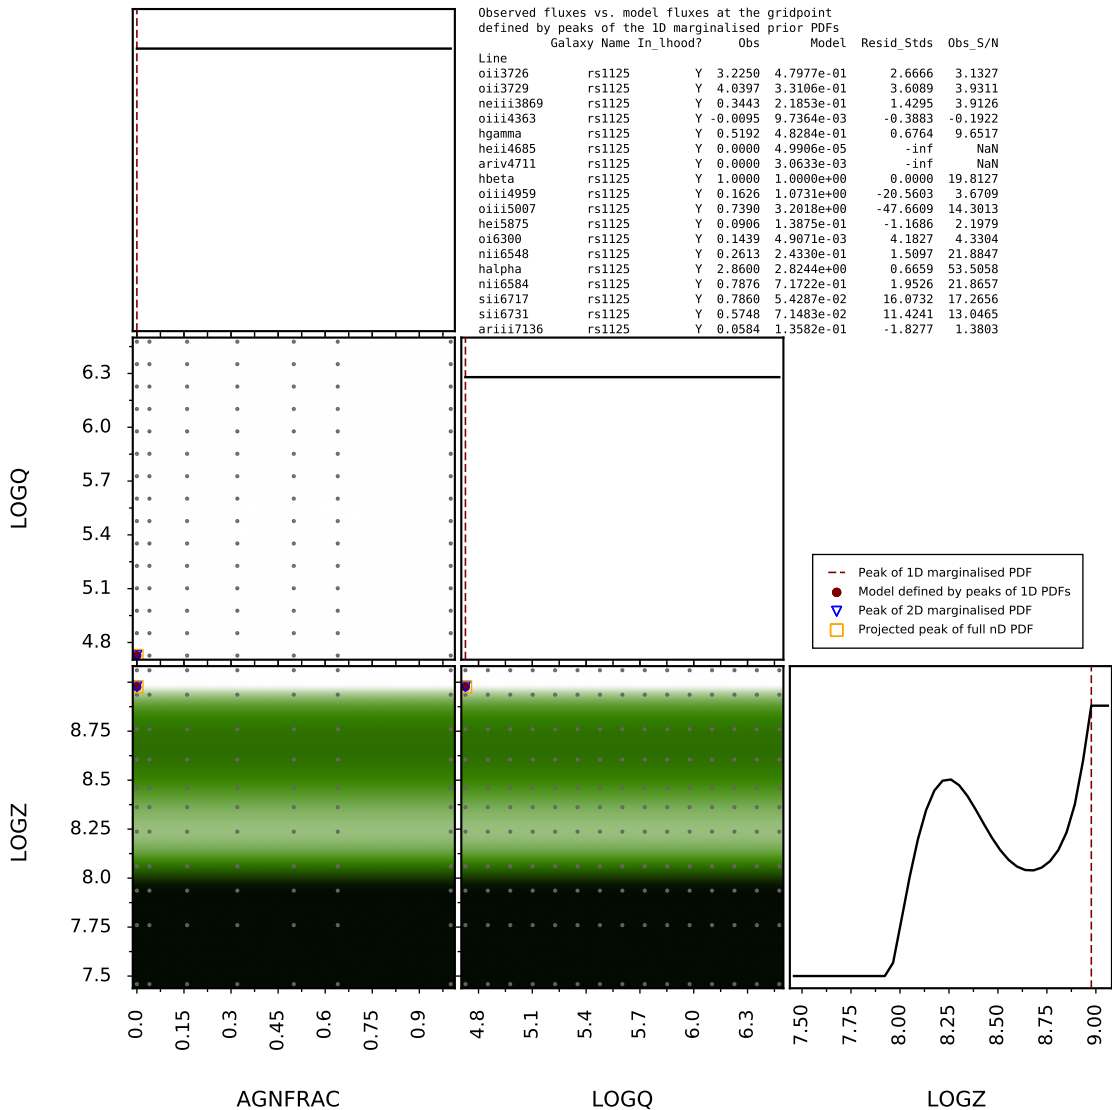 Observed fluxes vs. model fluxes at the gridpoint
defined by peaks of the 1D marginalised prior PDFs
Galaxy Name In_lhood? Obs Model Resid_Stds Obs_S/N
Line
oii3726 rs1125 Y 3.2250 4.7977e-01 2.6666 3.1327
oii3729 rs1125 Y 4.0397 3.3106e-01 3.6089 3.9311
neiii3869 rs1125 Y 0.3443 2.1853e-01 1.4295 3.9126
oiii4363 rs1125 Y -0.0095 9.7364e-03 -0.3883 -0.1922
hgamma rs1125 Y 0.5192 4.8284e-01 0.6764 9.6517
heii4685 rs1125 Y 0.0000 4.9906e-05 -inf NaN
ariv4711 rs1125 Y 0.0000 3.0633e-03 -inf NaN
hbeta rs1125 Y 1.0000 1.0000e+00 0.0000 19.8127
oiii4959 rs1125 Y 0.1626 1.0731e+00 -20.5603 3.6709
oiii5007 rs1125 Y 0.7390 3.2018e+00 -47.6609 14.3013
hei5875 rs1125 Y 0.0906 1.3875e-01 -1.1686 2.1979
oi6300 rs1125 Y 0.1439 4.9071e-03 4.1827 4.3304
nii6548 rs1125 Y 0.2613 2.4330e-01 1.5097 21.8847
halpha rs1125 Y 2.8600 2.8244e+00 0.6659 53.5058
nii6584 rs1125 Y 0.7876 7.1722e-01 1.9526 21.8657
sii6717 rs1125 Y 0.7860 5.4287e-02 16.0732 17.2656
sii6731 rs1125 Y 0.5748 7.1483e-02 11.4241 13.0465
ariii7136 rs1125 Y 0.0584 1.3582e-01 -1.8277 1.3803
6.3
6.0
5.7
5.4
5.1
4.8
LOGQ
Peak of 1D marginalised PDF
Model defined by peaks of 1D PDFs
Peak of 2D marginalised PDF
Projected peak of full nD PDF
8.75
8.5
8.25
8.0
7.75
7.5
LOGZ
0.0 0.15 0.3 0.45 0.6 0.75 0.9
4.8 5.1 5.4 5.7 6.0 6.3
7.50 7.75 8.00 8.25 8.50 8.75 9.00
AGNFRAC
LOGQ
LOGZ